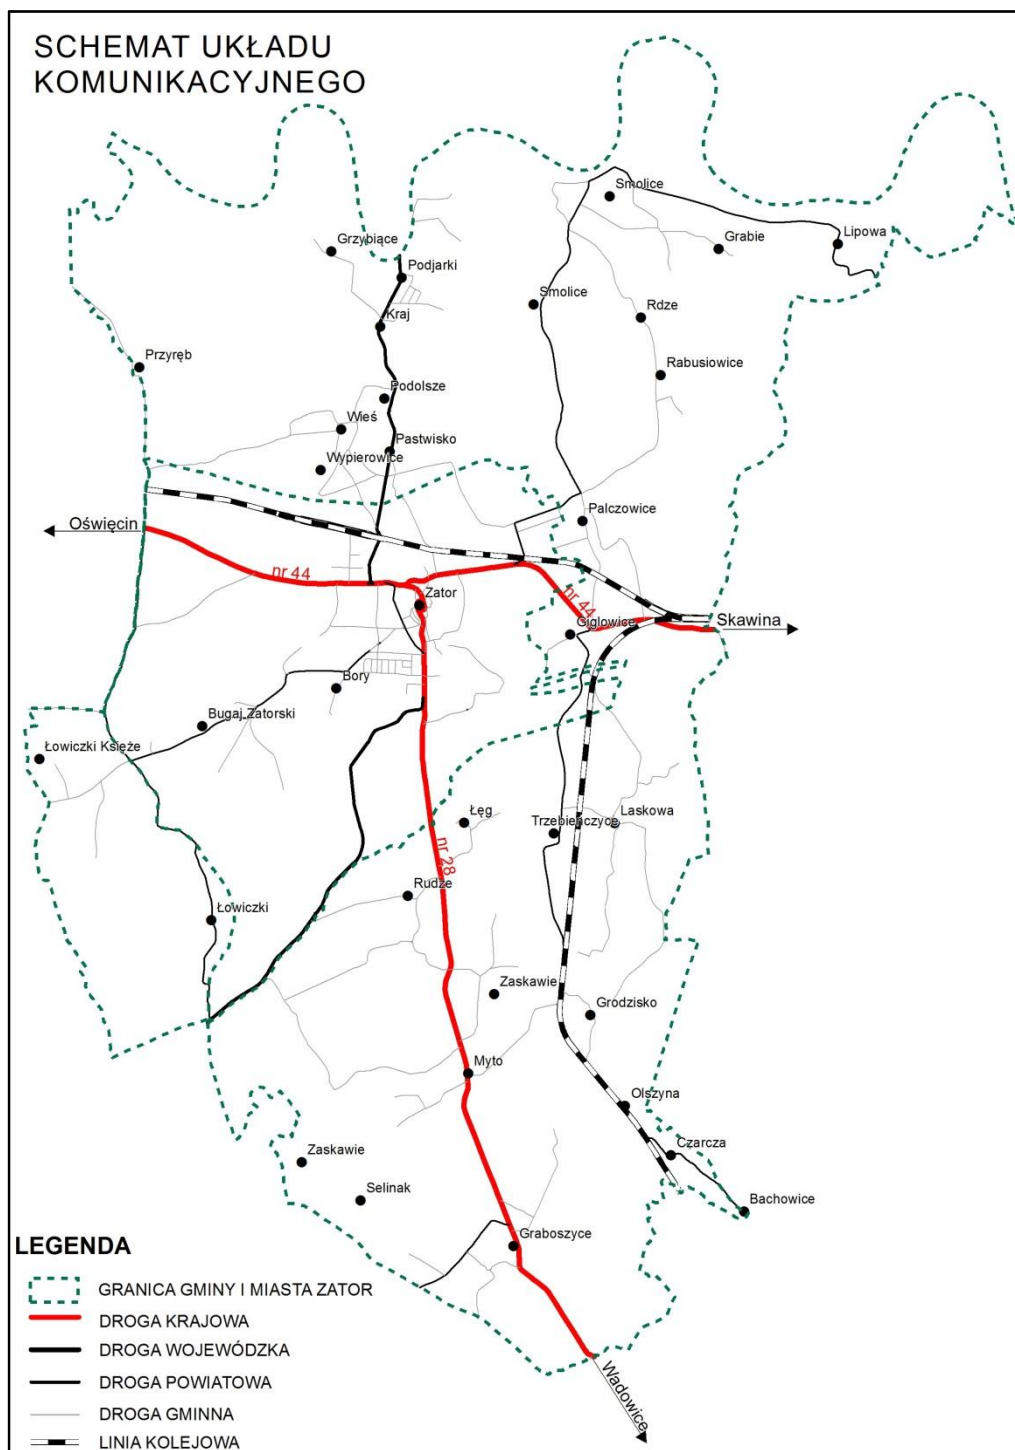 SCHEMAT UKŁADU
KOMUNIKACYJNEGO
Smolice
Grabie
Lipowa
Grzybiące
Podjarki
Smolice
Rdze
Kraj
Przyręb
Rabusiowice
Podolsze
Wieś
Pastwisko
Wypierowice
Oświęcin
Palczowice
nr 44
Zator
nr 44
Skawina
Giglowice
Bory
Bugaj Zatorski
Łowiczki Księże
Łęg
Trzebieńczyce
Laskowa
nr 28
Rudze
Łowiczki
Zaskawie
Grodzisko
Myto
Olszyna
Czarcza
Zaskawie
Selinak
Bachowice
Graboszyce
Wadowice
LEGENDA
GRANICA GMINY I MIASTA ZATOR
DROGA KRAJOWA
DROGA WOJEWÓDZKA
DROGA POWIATOWA
DROGA GMINNA
LINIA KOLEJOWA